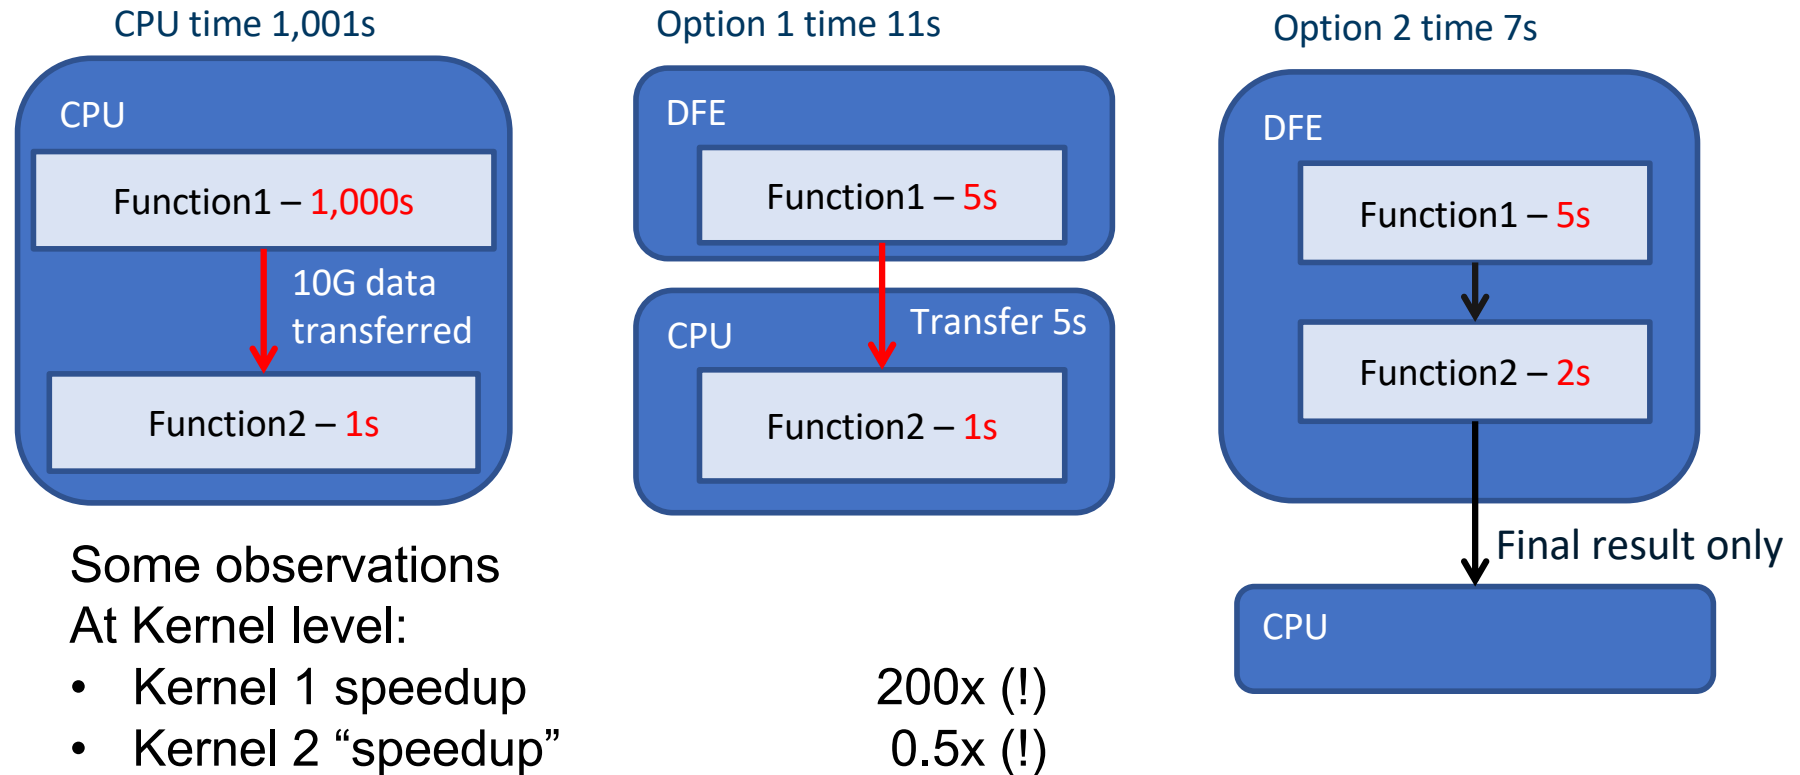 CPU time 1,001s
CPU
Function1 – 1,000s
10G data
transferred
Function2 – 1s
Option 1 time 11s
DFE
Function1 – 5s
Transfer 5s
CPU
Function2 – 1s
Option 2 time 7s
DFE
Function1 – 5s
Function2 – 2s
Final result only
CPU
Some observations
At Kernel level:
• Kernel 1 speedup 200x (!)
• Kernel 2 “speedup” 0.5x (!)